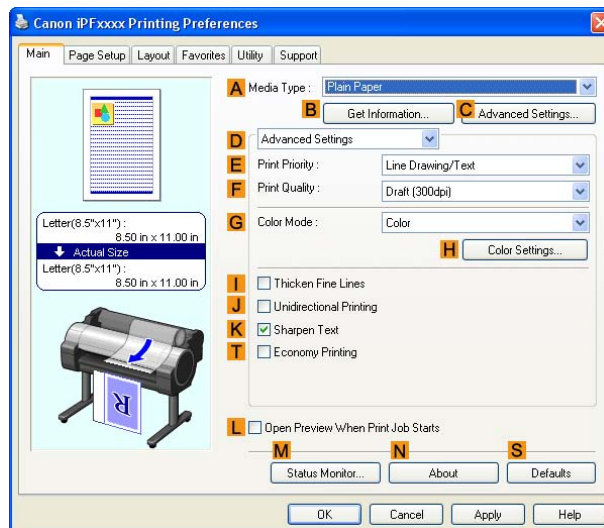 Canon iPFxxxx Printing Preferences
Main Page Setup Layout Favorites Utility Support
A Media Type : Plain Paper
B Get Information... C Advanced Settings...
D Advanced Settings
E Print Priority : Line Drawing/Text
F Print Quality : Draft (300dpi)
G Color Mode : Color
H Color Settings...
Letter(8.5"x11") :
8.50 in x 11.00 in
Actual Size
Letter(8.5"x11") :
8.50 in x 11.00 in
R
I Thicken Fine Lines
J Unidirectional Printing
K Sharpen Text
T Economy Printing
L Open Preview When Print Job Starts
M N S
Status Monitor... About Defaults
OK Cancel Apply Help